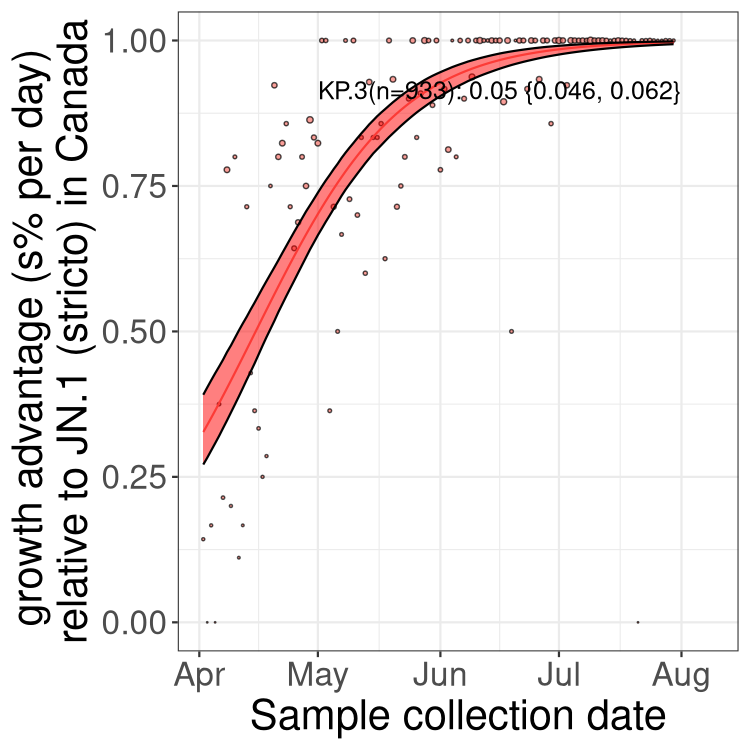 growth advantage (s% per day)
relative to JN.1 (stricto) in Canada
1.00
0.75
0.50
0.25
0.00
KP.3(n=933): 0.05 {0.046, 0.062}
Apr May Jun Jul Aug
Sample collection date